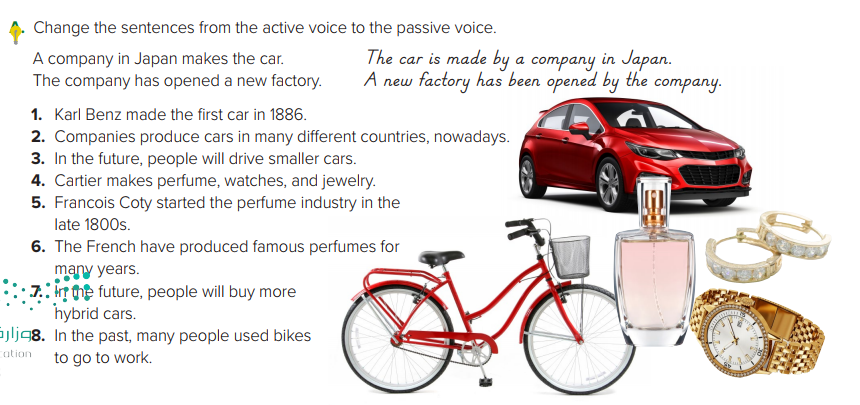 A. Change the sentences from the active voice to the passive voice.
A company in Japan makes the car. The car is made by a company in Japan.
The company has opened a new factory. A new factory has been opened by the company.
1. Karl Benz made the first car in 1886.
2. Companies produce cars in many different countries, nowadays.
3. In the future, people will drive smaller cars.
4. Cartier makes perfume, watches, and jewelry.
5. Francois Coty started the perfume industry in the
late 1800s.
6. The French have produced famous perfumes for
many years.
7. In the future, people will buy more
hybrid cars.
8. In the past, many people used bikes
to go to work.